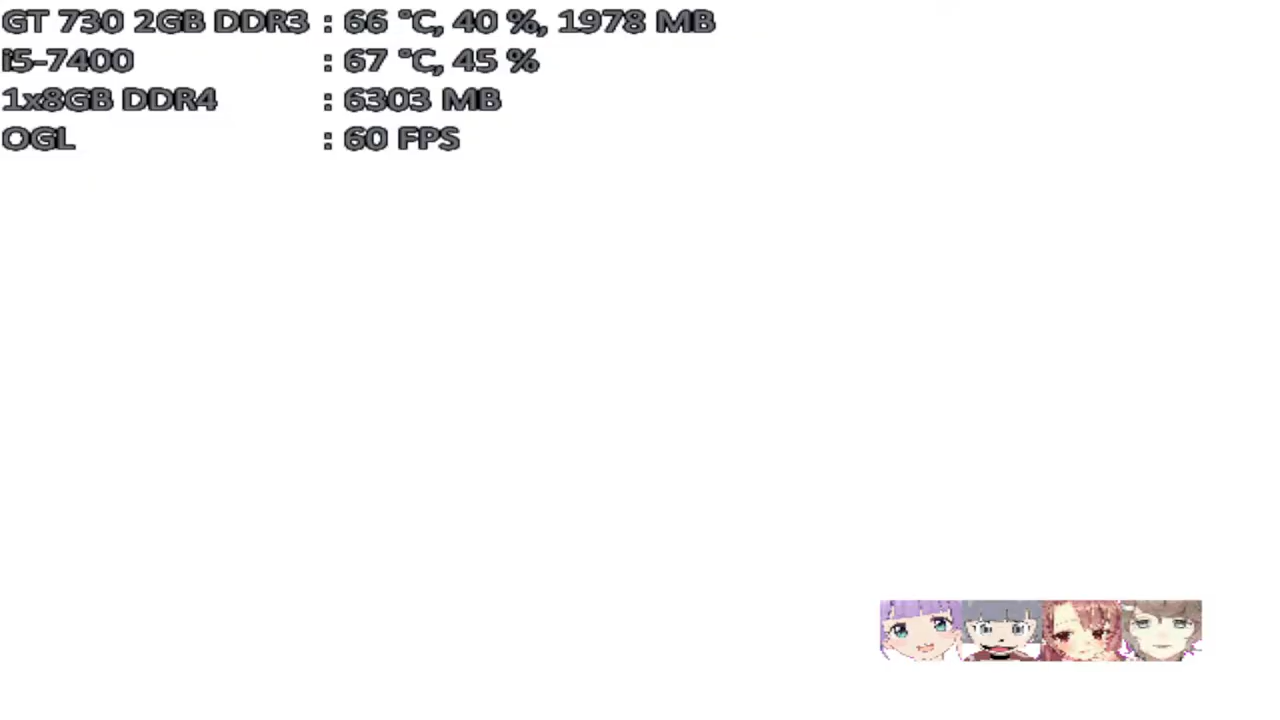 GT 730 2GB DDR3 : 66 °C, 40 %, 1978 MB
i5-7400 : 67 °C, 45 %
1x8GB DDR4 : 6303 MB
OGL : 60 FPS